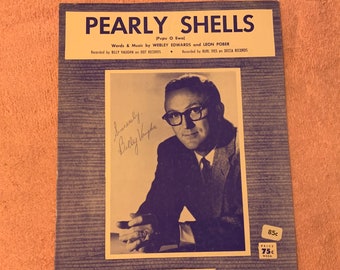 PEARLY SHELLS
(Pupu O Ewa)
Words & Music by WEBLEY EDWARDS and LEON POBER
Recorded by BILLY VAUGHN on DOT RECORDS • Recorded by BURL IVES on DECCA RECORDS
Sincerely
Billy Vaughn
85¢
75¢